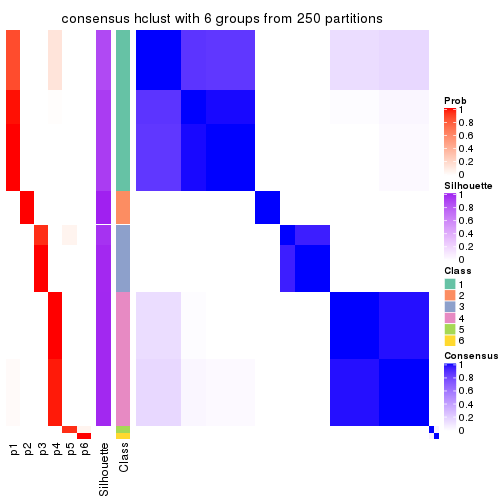 consensus hclust with 6 groups from 250 partitions
Prob
1
0.8
0.6
0.4
0.2
0
Silhouette
1
0.8
0.6
0.4
0.2
0
Class
1
2
3
4
5
6
Consensus
1
0.8
0.6
0.4
0.2
0
p1
p2
p3
p4
p5
p6
Silhouette
Class